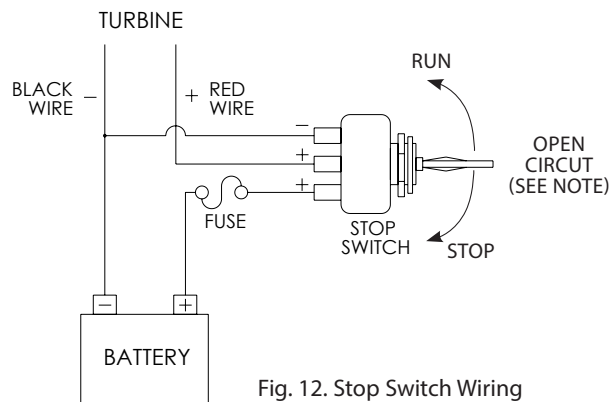 TURBINE
RUN
BLACK
WIRE
−
+
RED
WIRE
−
+
+
OPEN
CIRCUT
(SEE NOTE)
FUSE
STOP
SWITCH
STOP
−
+
BATTERY
Fig. 12. Stop Switch Wiring